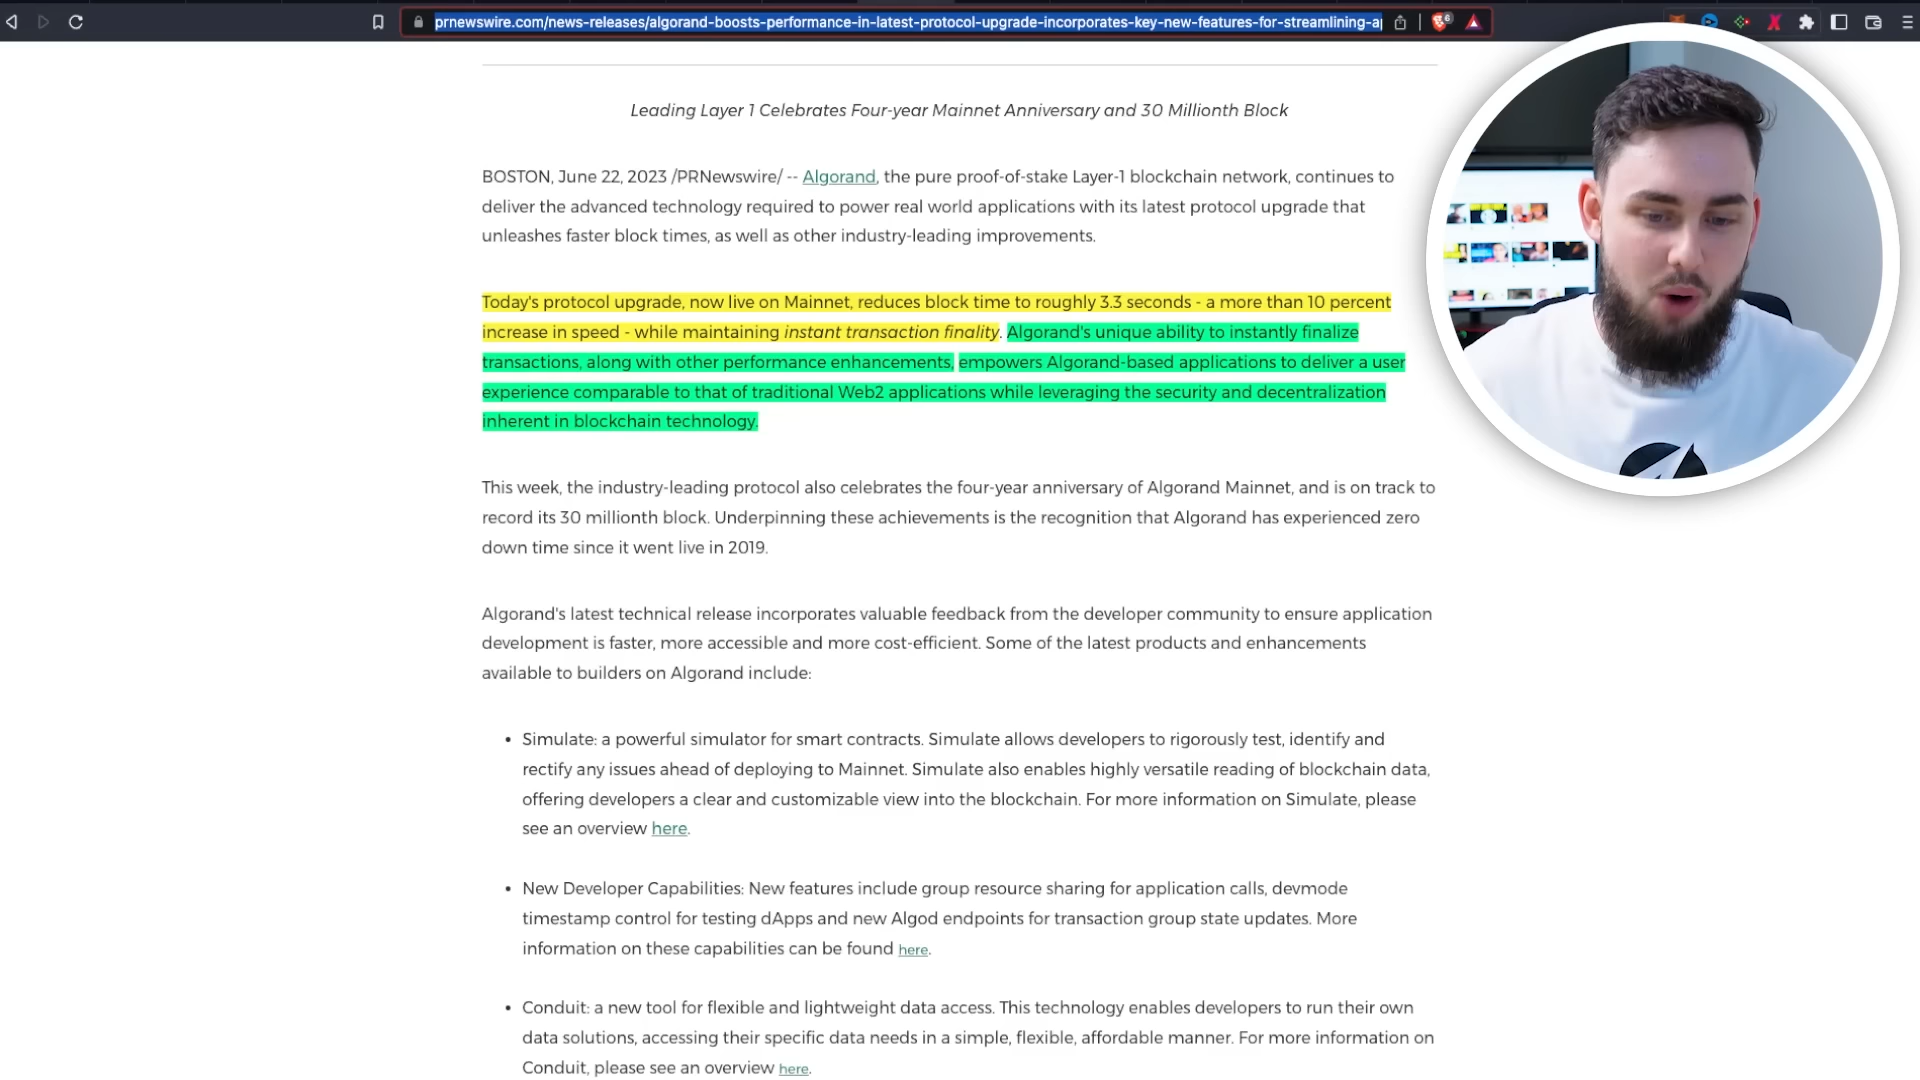 prnewswire.com/news-releases/algorand-boosts-performance-in-latest-protocol-upgrade-incorporates-key-new-features-for-streamlining-a
6
Leading Layer 1 Celebrates Four-year Mainnet Anniversary and 30 Millionth Block
BOSTON, June 22, 2023 /PRNewswire/ -- Algorand, the pure proof-of-stake Layer-1 blockchain network, continues to
deliver the advanced technology required to power real world applications with its latest protocol upgrade that
unleashes faster block times, as well as other industry-leading improvements.
Today's protocol upgrade, now live on Mainnet, reduces block time to roughly 3.3 seconds - a more than 10 percent
increase in speed - while maintaining instant transaction finality. Algorand's unique ability to instantly finalize
transactions, along with other performance enhancements, empowers Algorand-based applications to deliver a user
experience comparable to that of traditional Web2 applications while leveraging the security and decentralization
inherent in blockchain technology.
This week, the industry-leading protocol also celebrates the four-year anniversary of Algorand Mainnet, and is on track to
record its 30 millionth block. Underpinning these achievements is the recognition that Algorand has experienced zero
down time since it went live in 2019.
Algorand's latest technical release incorporates valuable feedback from the developer community to ensure application
development is faster, more accessible and more cost-efficient. Some of the latest products and enhancements
available to builders on Algorand include:
• Simulate: a powerful simulator for smart contracts. Simulate allows developers to rigorously test, identify and
rectify any issues ahead of deploying to Mainnet. Simulate also enables highly versatile reading of blockchain data,
offering developers a clear and customizable view into the blockchain. For more information on Simulate, please
see an overview here.
• New Developer Capabilities: New features include group resource sharing for application calls, devmode
timestamp control for testing dApps and new Algod endpoints for transaction group state updates. More
information on these capabilities can be found here.
• Conduit: a new tool for flexible and lightweight data access. This technology enables developers to run their own
data solutions, accessing their specific data needs in a simple, flexible, affordable manner. For more information on
Conduit, please see an overview here.